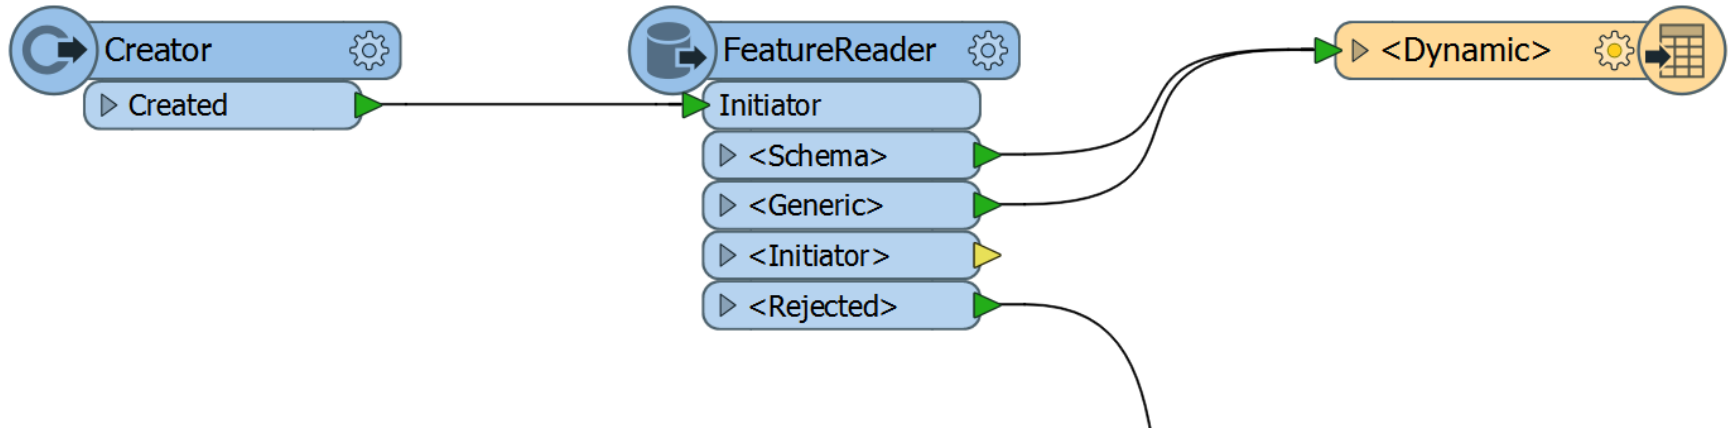 Creator
Created
FeatureReader
Initiator
<Schema>
<Generic>
<Initiator>
<Rejected>
<Dynamic>